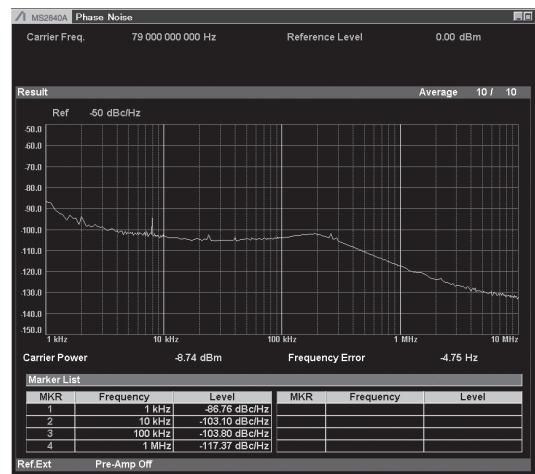 MS2840A Phase Noise
Carrier Freq. 79 000 000 000 Hz Reference Level 0.00 dBm
Result Average 10 / 10
Ref -50 dBc/Hz
-50.0
-60.0
-70.0
-80.0
-90.0
-100.0
-110.0
-120.0
-130.0
-140.0
-150.0
1 kHz 10 kHz 100 kHz 1 MHz 10 MHz
Carrier Power -8.74 dBm Frequency Error -4.75 Hz
Marker List
MKR Frequency Level MKR Frequency Level
1 1 kHz -86.76 dBc/Hz
2 10 kHz -103.10 dBc/Hz
3 100 kHz -103.80 dBc/Hz
4 1 MHz -117.37 dBc/Hz
Ref.Ext Pre-Amp Off